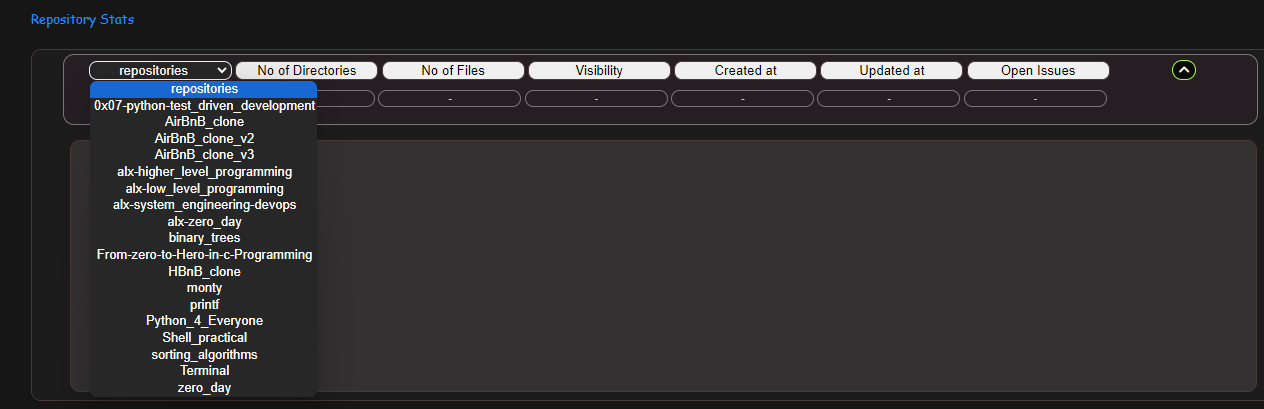 Repository Stats
repositories No of Directories No of Files Visibility Created at Updated at Open Issues
repositories
- - - - -
0x07-python-test_driven_development
AirBnB_clone
AirBnB_clone_v2
AirBnB_clone_v3
alx-higher_level_programming
alx-low_level_programming
alx-system_engineering-devops
alx-zero_day
binary_trees
From-zero-to-Hero-in-c-Programming
HBnB_clone
monty
printf
Python_4_Everyone
Shell_practical
sorting_algorithms
Terminal
zero_day